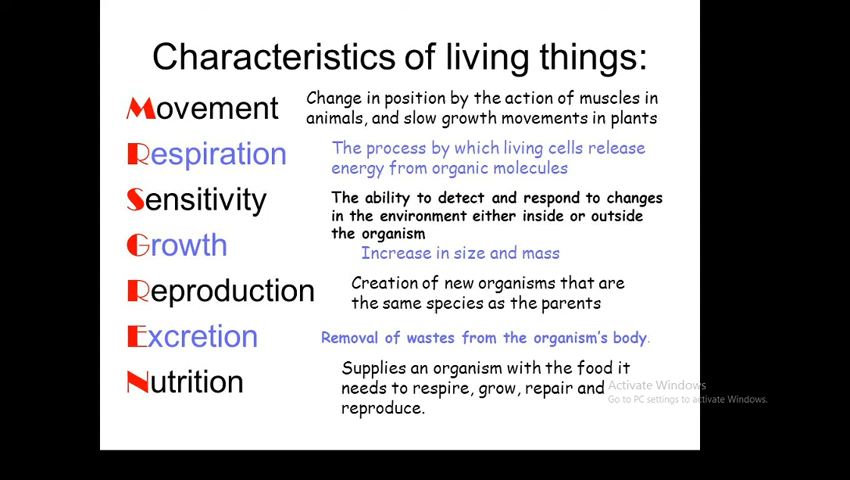 Characteristics of living things:
Movement
Change in position by the action of muscles in
animals, and slow growth movements in plants
Respiration
The process by which living cells release
energy from organic molecules
Sensitivity
The ability to detect and respond to changes
in the environment either inside or outside
the organism
Growth
Increase in size and mass
Reproduction
Creation of new organisms that are
the same species as the parents
Excretion
Removal of wastes from the organism's body.
Nutrition
Supplies an organism with the food it
needs to respire, grow, repair and
reproduce.
Activate Windows
Go to PC settings to activate Windows.